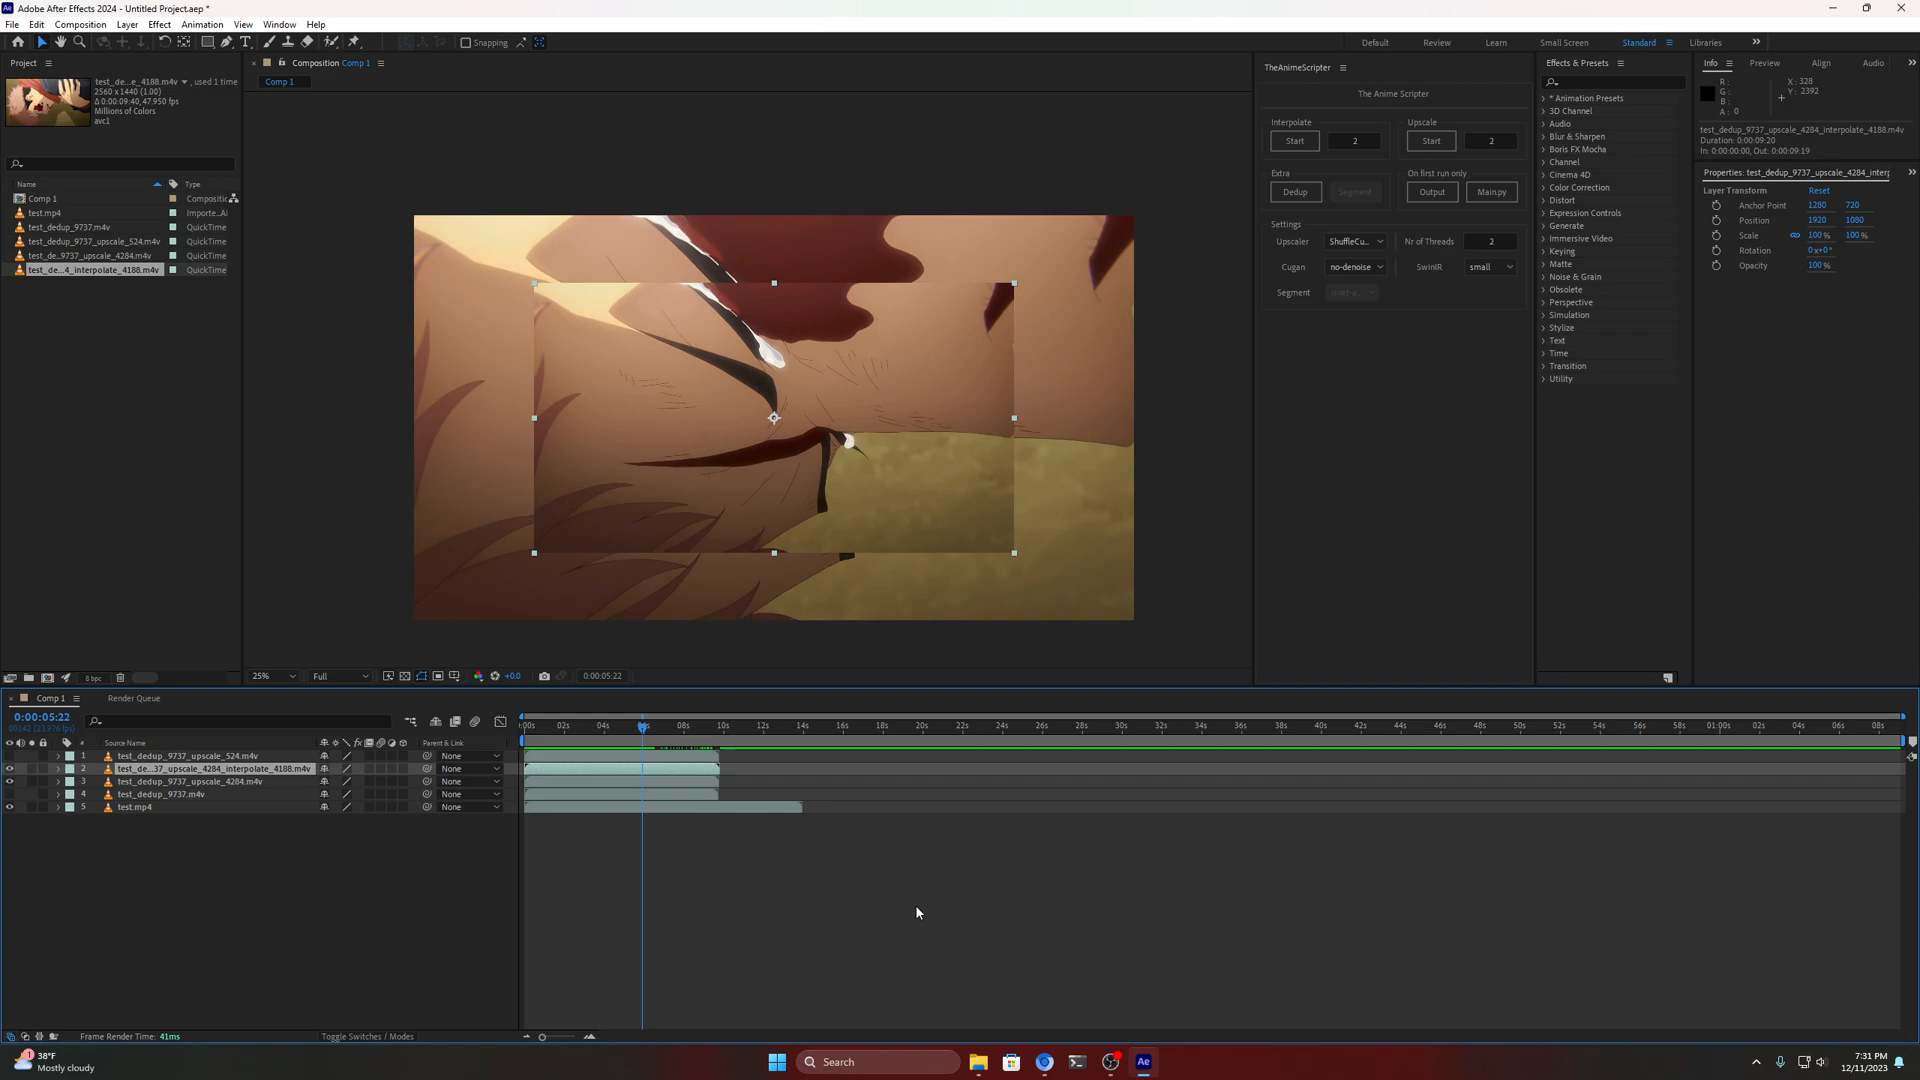 Adobe After Effects 2024 - Untitled Project.aep *
File Edit Composition Layer Effect Animation View Window Help
Snapping
Default Review Learn Small Screen Standard Libraries
Project
test_de...e_4188.m4v, used 1 time
2560 x 1440 (1.00)
Δ 0:00:09:40, 47.950 fps
Millions of Colors
avc1
Name Type
Comp 1 Compositic
test.mp4 Importe...AI
test_dedup_9737.m4v QuickTime
test_dedup_9737_upscale_524.m4v QuickTime
test_de...9737_upscale_4284.m4v QuickTime
test_de...4_interpolate_4188.m4v QuickTime
8 bpc
Composition Comp 1
Comp 1
25% Full +0.0 0:00:05:22
TheAnimeScripter
The Anime Scripter
Interpolate Upscale
Start 2 Start 2
Extra On first run only
Dedup Segment Output Main.py
Settings
Upscaler ShuffleCu... Nr of Threads 2
Cugan no-denoise SwinIR small
Segment isnet-a...
Effects & Presets
* Animation Presets
3D Channel
Audio
Blur & Sharpen
Boris FX Mocha
Channel
Cinema 4D
Color Correction
Distort
Expression Controls
Generate
Immersive Video
Keying
Matte
Noise & Grain
Obsolete
Perspective
Simulation
Stylize
Text
Time
Transition
Utility
Info Preview Align Audio
R :
G :
B :
A : 0
X : 328
Y : 2392
test_dedup_9737_upscale_4284_interpolate_4188.m4v
Duration: 0:00:09:20
In: 0:00:00:00, Out: 0:00:09:19
Properties: test_dedup_9737_upscale_4284_interp
Layer Transform Reset
Anchor Point 1280 720
Position 1920 1080
Scale 100 % 100 %
Rotation 0 x+0°
Opacity 100 %
Comp 1 Render Queue
0:00:05:22
00142 (23.976 fps)
# Source Name Parent & Link
1 test_dedup_9737_upscale_524.m4v None
2 test_de...37_upscale_4284_interpolate_4188.m4v None
3 test_dedup_9737_upscale_4284.m4v None
4 test_dedup_9737.m4v None
5 test.mp4 None
:00s 02s 04s 08s 10s 12s 14s 16s 18s 20s 22s 24s 26s 28s 30s 32s 34s 36s 38s 40s 42s 44s 46s 48s 50s 52s 54s 56s 58s 01:00s 02s 04s 06s 08s
Frame Render Time: 41ms Toggle Switches / Modes
1
38°F
Mostly cloudy
Search
Ae
7:31 PM
12/11/2023